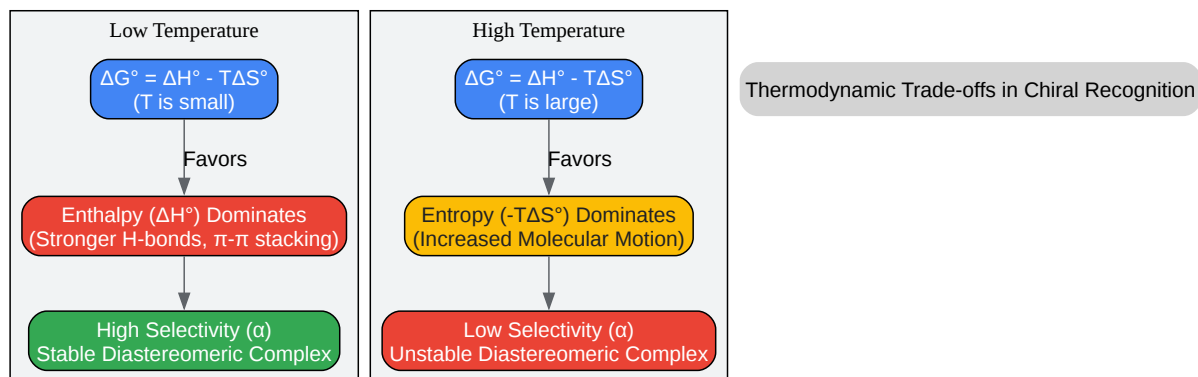 Low Temperature
ΔG° = ΔH° - TΔS°
(T is small)
Favors
Enthalpy (ΔH°) Dominates
(Stronger H-bonds, π-π stacking)
High Selectivity (α)
Stable Diastereomeric Complex
High Temperature
ΔG° = ΔH° - TΔS°
(T is large)
Favors
Entropy (-TΔS°) Dominates
(Increased Molecular Motion)
Low Selectivity (α)
Unstable Diastereomeric Complex
Thermodynamic Trade-offs in Chiral Recognition